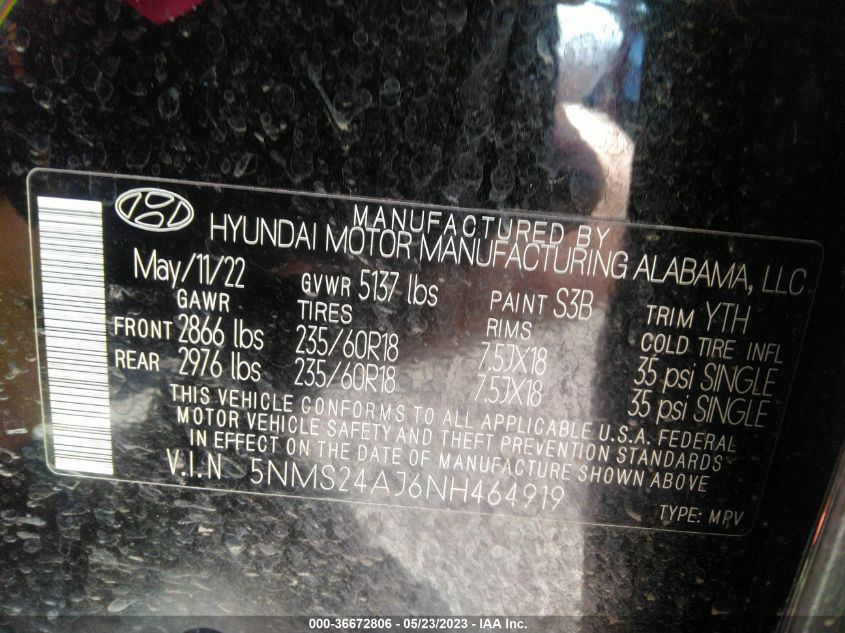 MANUFACTURED BY
HYUNDAI MOTOR MANUFACTURING ALABAMA, LLC
May/11/22 GVWR 5137 lbs PAINT S3B TRIM YTH
GAWR TIRES RIMS COLD TIRE INFL
FRONT 2866 lbs 235/60R18 7.5JX18 35 psi SINGLE
REAR 2976 lbs 235/60R18 7.5JX18 35 psi SINGLE
THIS VEHICLE CONFORMS TO ALL APPLICABLE U.S.A. FEDERAL
MOTOR VEHICLE SAFETY AND THEFT PREVENTION STANDARDS
IN EFFECT ON THE DATE OF MANUFACTURE SHOWN ABOVE
V.I.N 5NMS24AJ6NH464919
TYPE: MPV
000-36672806 - 05/23/2023 - IAA Inc.